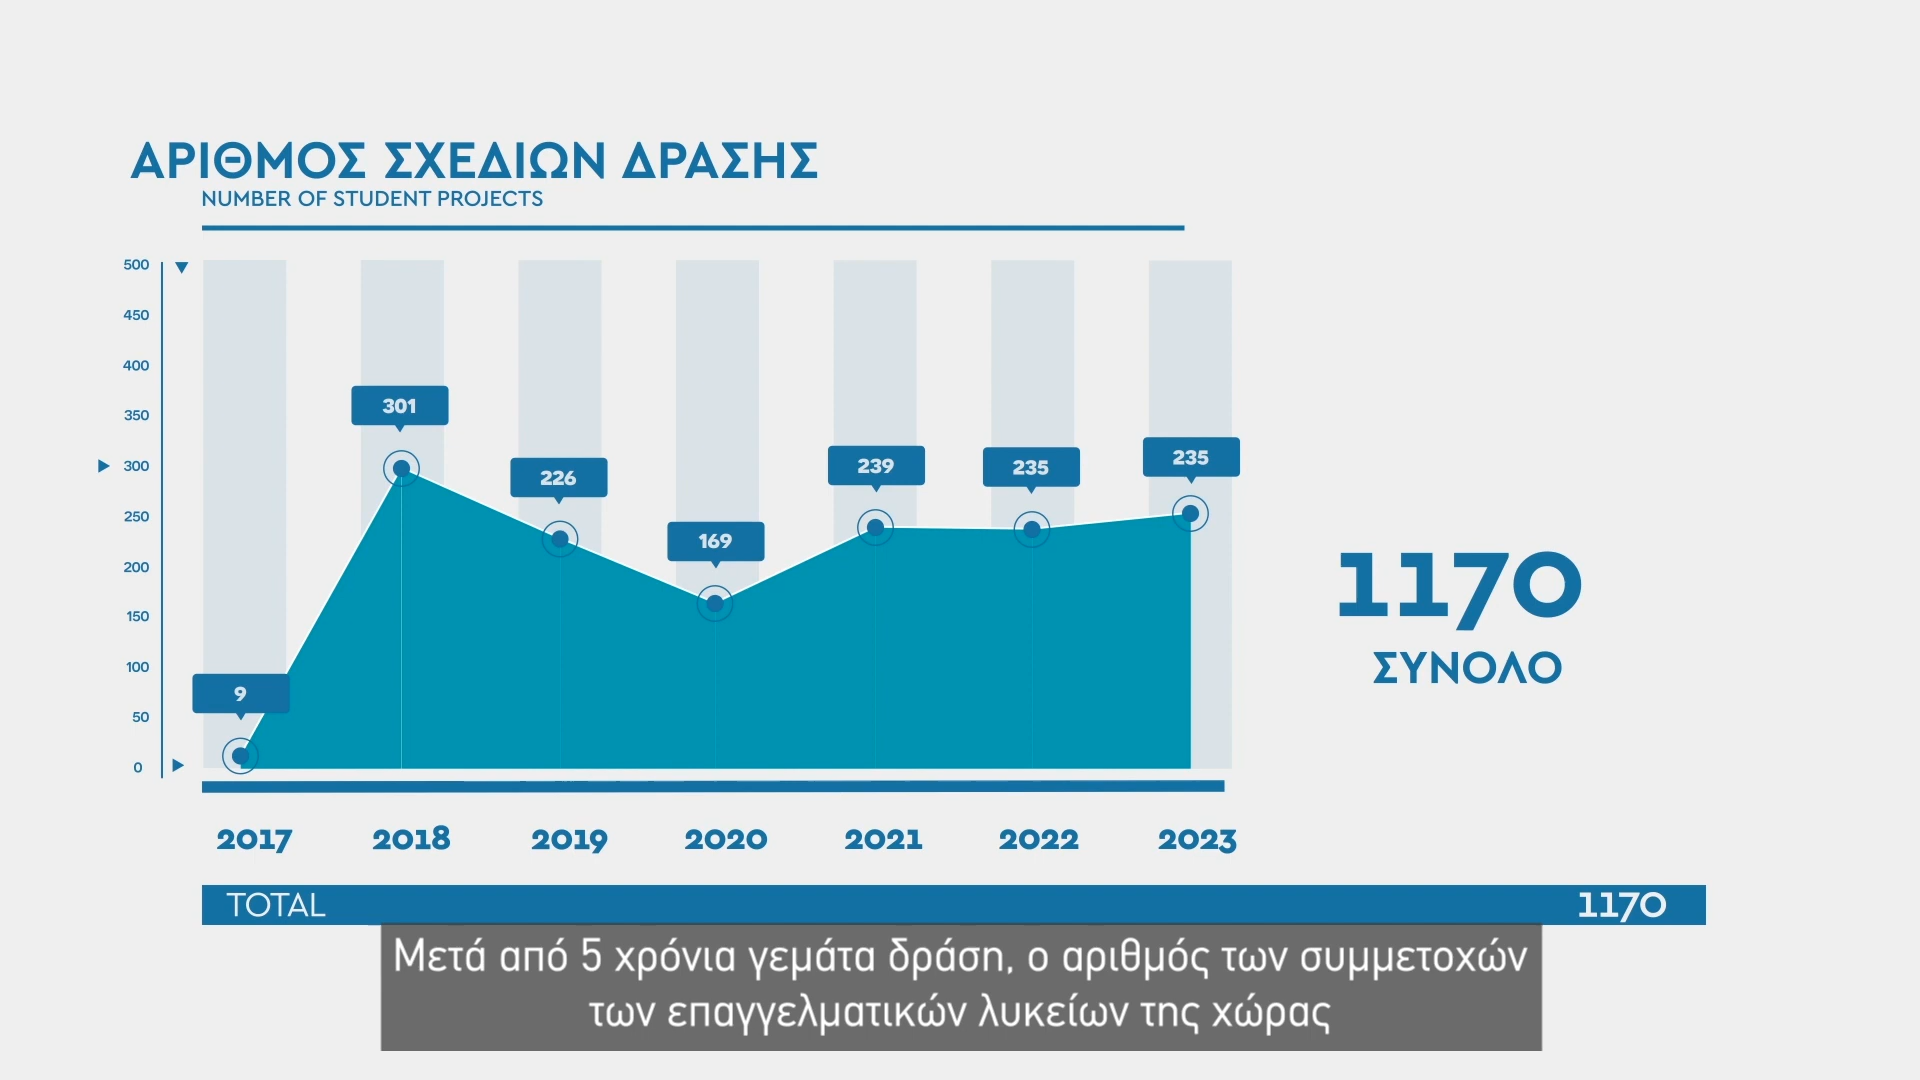 ΑΡΙΘΜΟΣ ΣΧΕΔΙΩΝ ΔΡΑΣΗΣ
NUMBER OF STUDENT PROJECTS
500
450
400
350
300
250
200
150
100
50
0
9
301
226
169
239
235
235
2017 2018 2019 2020 2021 2022 2023
1170
ΣΥΝΟΛΟ
TOTAL 1170
Μετά από 5 χρόνια γεμάτα δράση, ο αριθμός των συμμετοχών
των επαγγελματικών λυκείων της χώρας